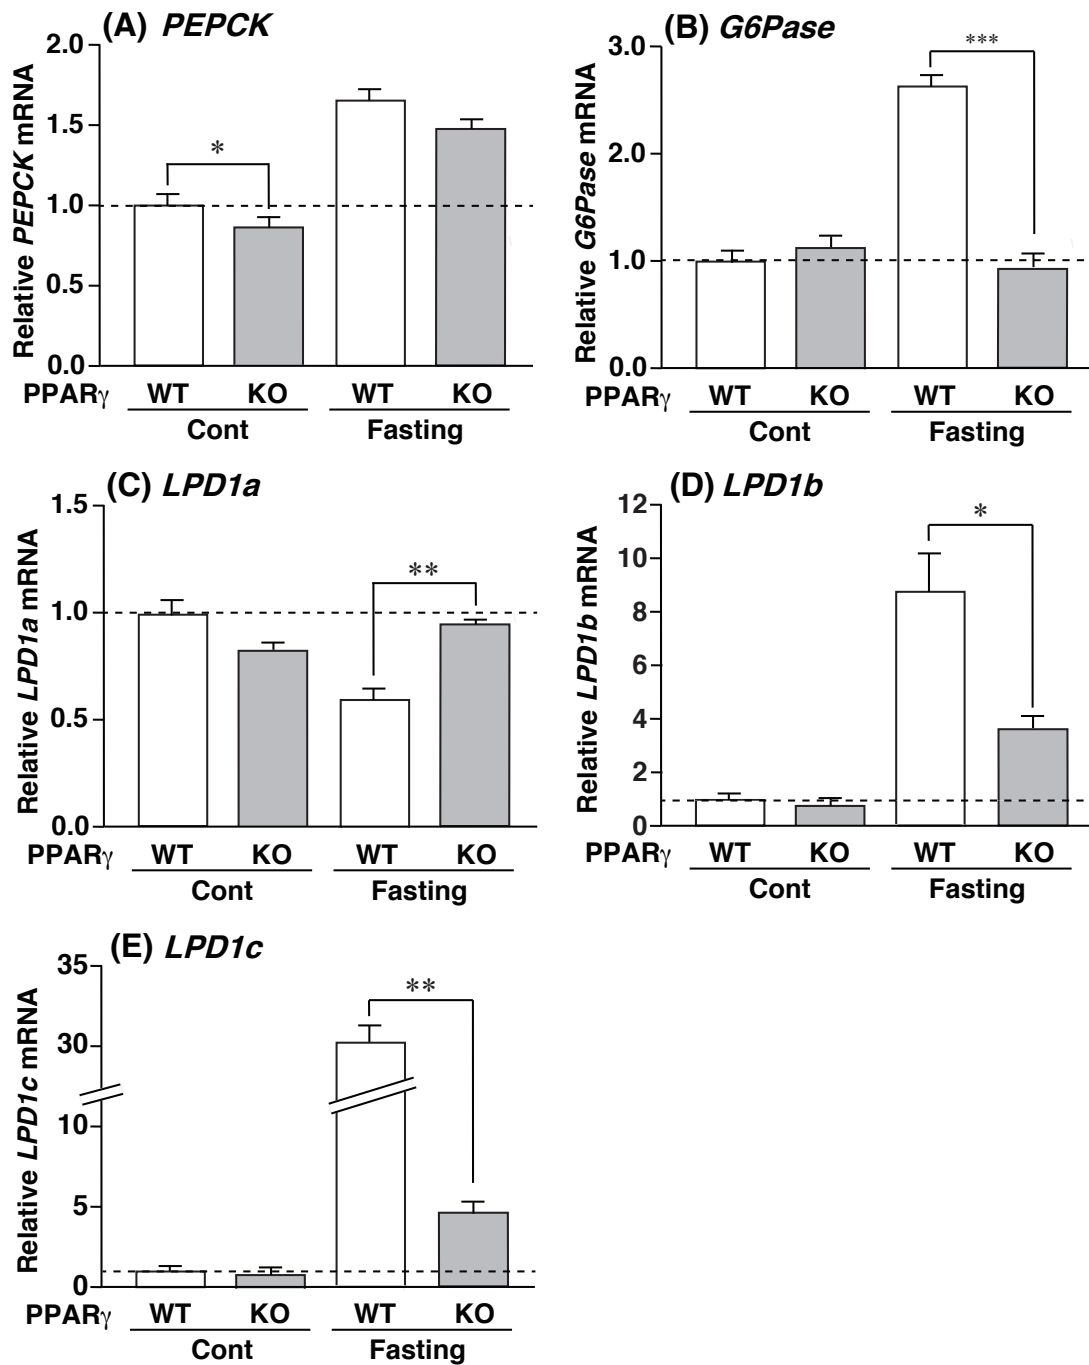 (A) PEPCK
Relative PEPCK mRNA
2.0
1.5
1.0
0.5
0.0
*
PPARγ WT KO WT KO
Cont Fasting
(B) G6Pase
Relative G6Pase mRNA
3.0
2.0
1.0
0.0
***
PPARγ WT KO WT KO
Cont Fasting
(C) LPD1a
Relative LPD1a mRNA
1.5
1.0
0.5
0.0
**
PPARγ WT KO WT KO
Cont Fasting
(D) LPD1b
Relative LPD1b mRNA
12
10
8
6
4
2
0
*
PPARγ WT KO WT KO
Cont Fasting
(E) LPD1c
Relative LPD1c mRNA
35
30
10
5
0
**
PPARγ WT KO WT KO
Cont Fasting